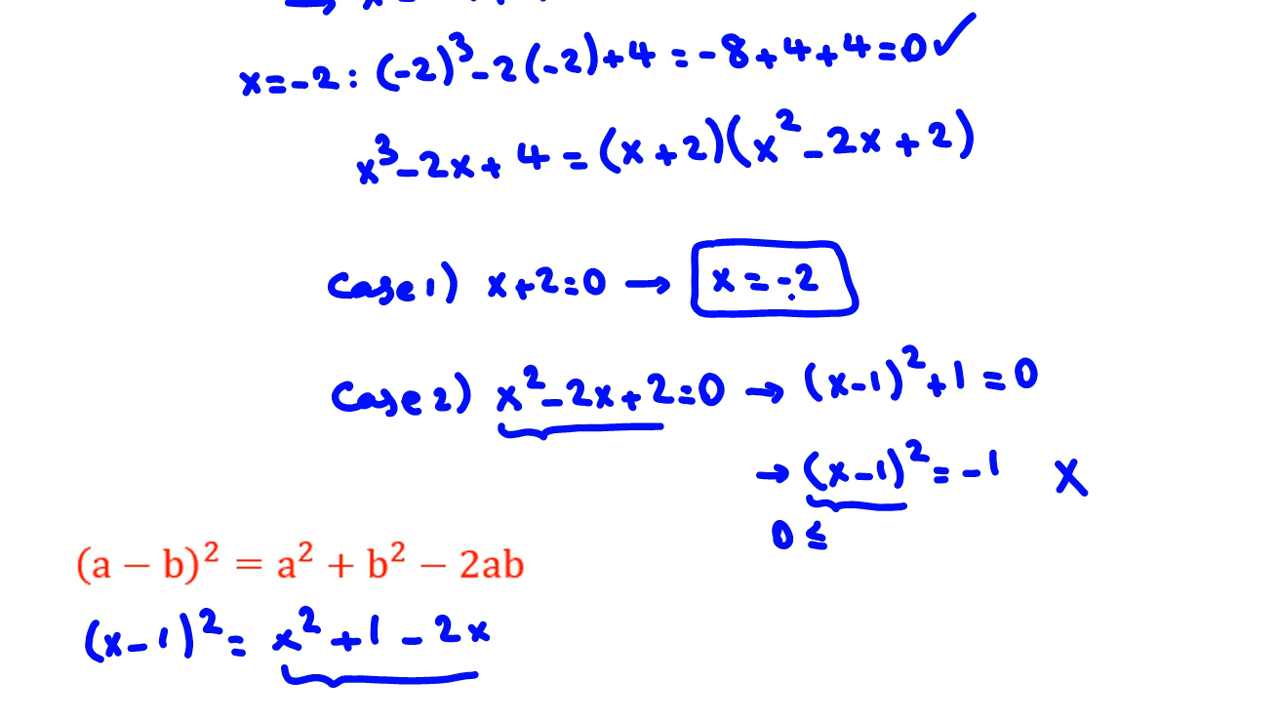 x=-2: (-2)³-2(-2)+4=-8+4+4=0✓
x³-2x+4=(x+2)(x²-2x+2)
Case 1) x+2=0 → x=-2
Case 2) x²-2x+2=0 → (x-1)²+1=0
→ (x-1)²=-1 X
0≤
(a − b)² = a² + b² − 2ab
(x-1)²= x²+1-2x